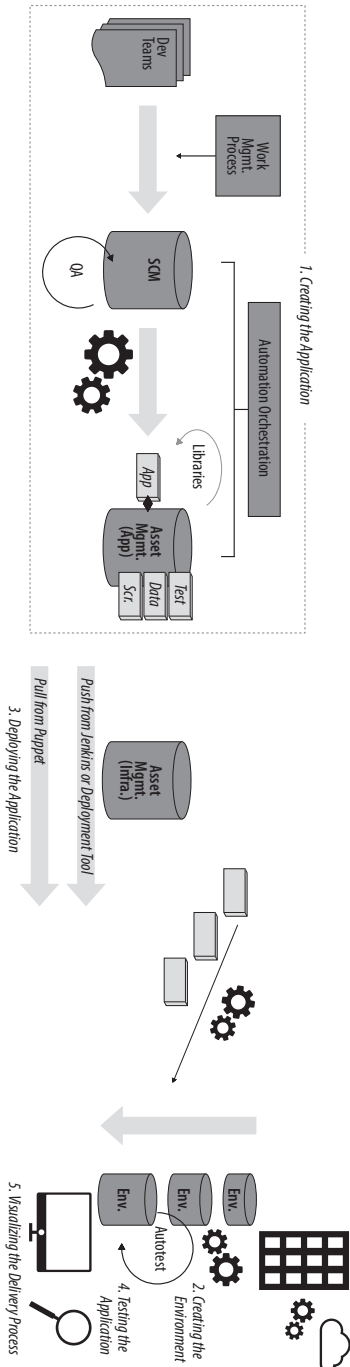 1. Creating the Application
Work
Mgmt.
Process
Automation Orchestration
Dev
Teams
SCM
QA
Libraries
App
Asset
Mgmt.
(App)
Test
Data
Scr.
Asset
Mgmt.
(Infra.)
Push from Jenkins or Deployment Tool
Pull from Puppet
3. Deploying the Application
2. Creating the
Environment
Env.
Env.
Env.
Autotest
4. Testing the
Application
5. Visualizing the Delivery Process